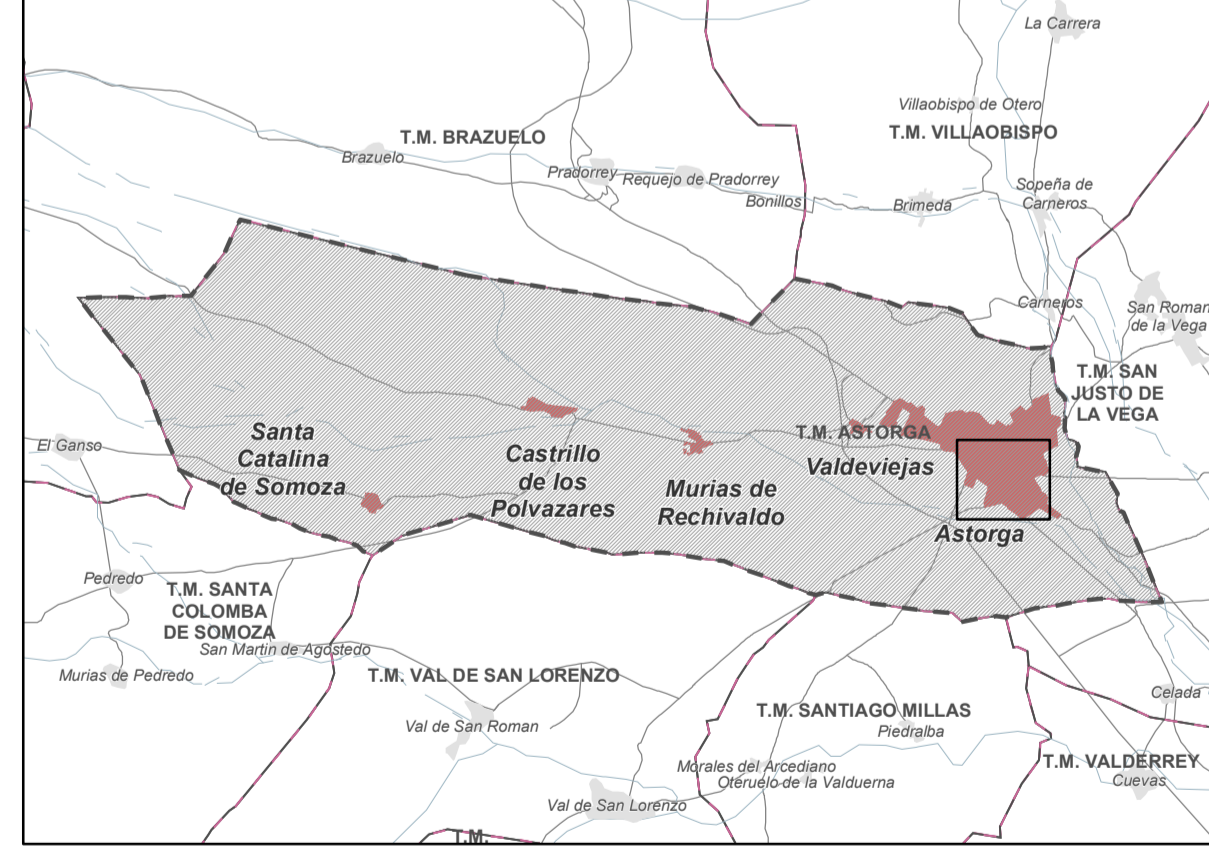 La Carrera
Villaobispo de Otero
T.M. VILLAOBISPO
T.M. BRAZUELO
Brazuelo
Pradorrey
Requejo de Pradorrey
Bonillos
Brimeda
Sopeña de
Carneros
Carneros
San Roman
de la Vega
T.M. SAN
JUSTO DE
LA VEGA
El Ganso
Santa
Catalina
de Somoza
Castrillo
de los
Polvazares
Murias de
Rechivaldo
T.M. ASTORGA
Valdeviejas
Astorga
Pedredo
T.M. SANTA
COLOMBA
DE SOMOZA
San Martin de Agostedo
Murias de Pedredo
T.M. VAL DE SAN LORENZO
Val de San Roman
T.M. SANTIAGO MILLAS
Piedralba
Celada
Morales del Arcediano
Oteruelo de la Valduerna
T.M. VALDERREY
Cuevas
Val de San Lorenzo
T.M.